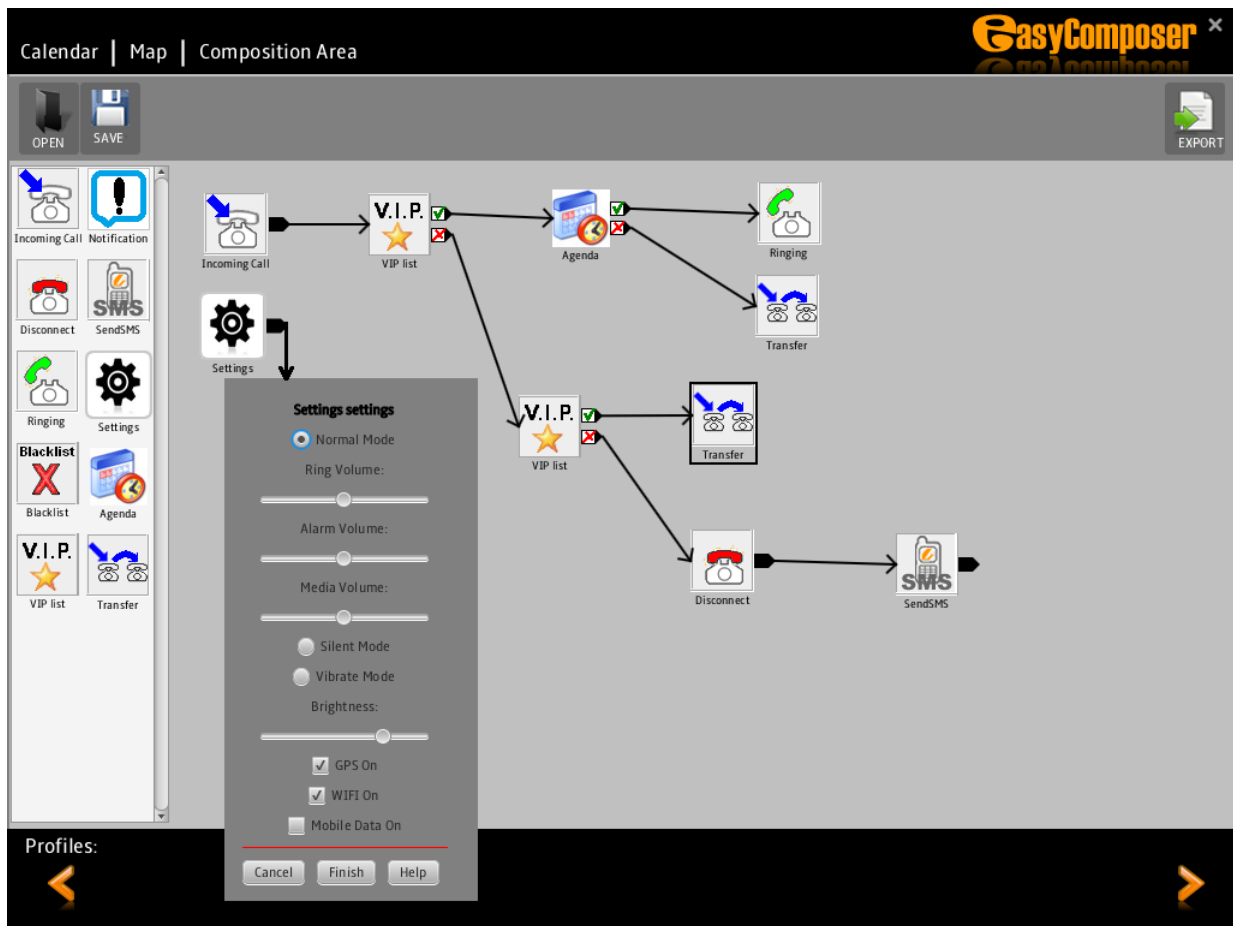 Calendar | Map | Composition Area
easyComposer ×
OPEN
SAVE
EXPORT
Incoming Call
Notification
Disconnect
SMS
SendSMS
Ringing
Settings
Blacklist
Blacklist
Agenda
V.I.P.
VIP list
Transfer
Incoming Call
V.I.P.
VIP list
Agenda
Ringing
Transfer
Settings
V.I.P.
VIP list
Transfer
Disconnect
SMS
SendSMS
Settings settings
Normal Mode
Ring Volume:
Alarm Volume:
Media Volume:
Silent Mode
Vibrate Mode
Brightness:
GPS On
WIFI On
Mobile Data On
Cancel
Finish
Help
Profiles: